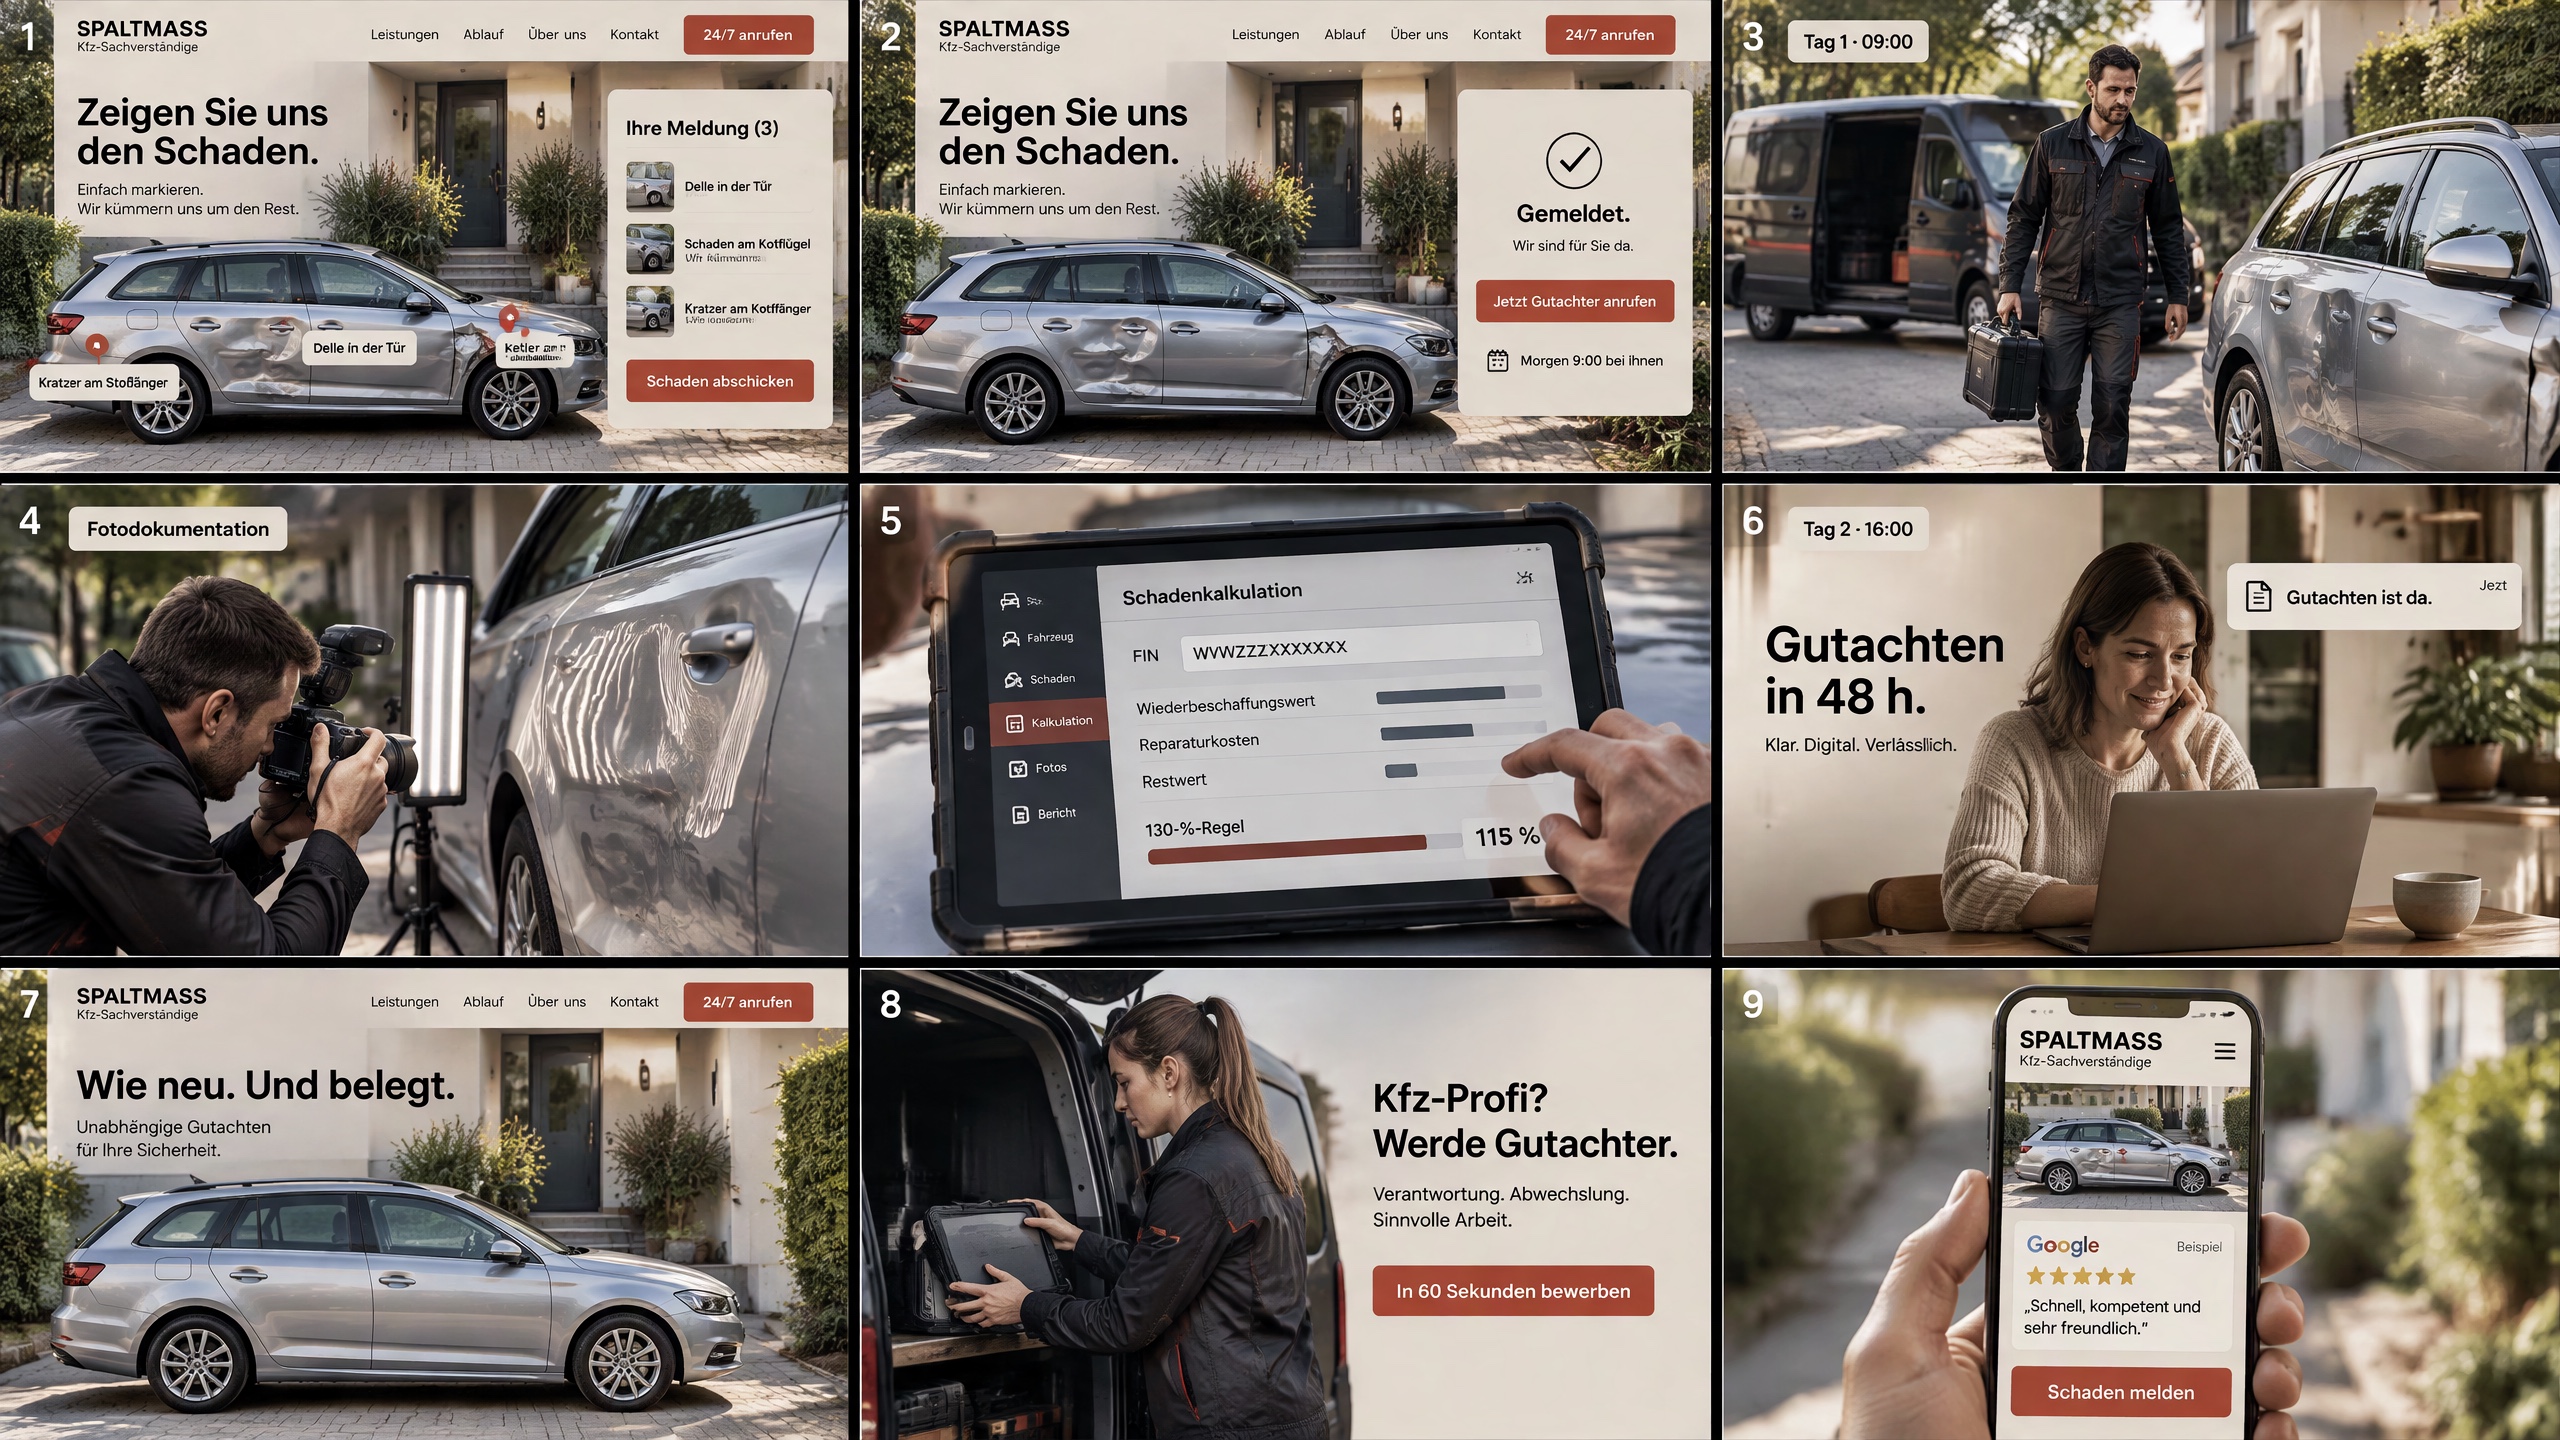 1
SPALTMASS
Kfz-Sachverständige
Leistungen
Ablauf
Über uns
Kontakt
24/7 anrufen
Zeigen Sie uns
den Schaden.
Einfach markieren.
Wir kümmern uns um den Rest.
Ihre Meldung (3)
Delle in der Tür
Schaden am Kotflügel
Kratzer am Kotffänger
Schaden abschicken
Delle in der Tür
Kratzer am Stoßfänger
2
SPALTMASS
Kfz-Sachverständige
Leistungen
Ablauf
Über uns
Kontakt
24/7 anrufen
Zeigen Sie uns
den Schaden.
Einfach markieren.
Wir kümmern uns um den Rest.
Gemeldet.
Wir sind für Sie da.
Jetzt Gutachter anrufen
Morgen 9:00 bei ihnen
3
Tag 1 · 09:00
4
Fotodokumentation
5
Schadenkalkulation
FIN
WVWZZZXXXXXXX
Fahrzeug
Schaden
Kalkulation
Fotos
Bericht
Wiederbeschaffungswert
Reparaturkosten
Restwert
130-%-Regel
115 %
6
Tag 2 · 16:00
Gutachten ist da.
Jezt
Gutachten
in 48 h.
Klar. Digital. Verlässlich.
7
SPALTMASS
Kfz-Sachverständige
Leistungen
Ablauf
Über uns
Kontakt
24/7 anrufen
Wie neu. Und belegt.
Unabhängige Gutachten
für Ihre Sicherheit.
8
Kfz-Profi?
Werde Gutachter.
Verantwortung. Abwechslung.
Sinnvolle Arbeit.
In 60 Sekunden bewerben
9
SPALTMASS
Kfz-Sachverständige
Google
Beispiel
„Schnell, kompetent und
sehr freundlich.“
Schaden melden